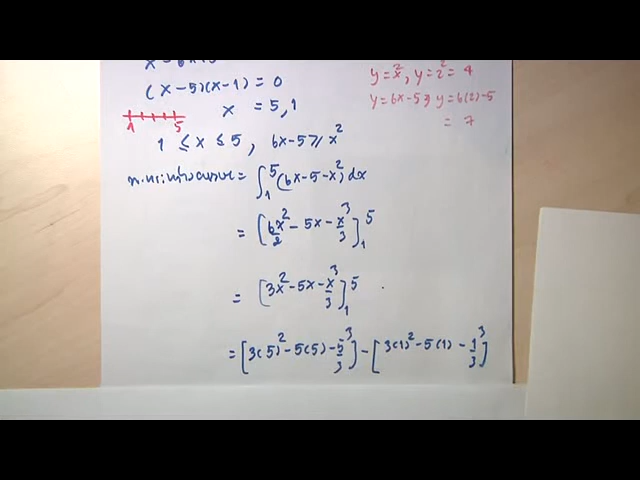 (x-5)(x-1) = 0
x = 5,1
1 5
1 ≤ x ≤ 5, 6x-5 ≥ x²
y = x², y = 2² = 4
y = 6x-5 → y = 6(2)-5
= 7
= ∫₁⁵ (6x-5-x²) dx
= [6x²/2 - 5x - x³/3]₁⁵
= [3x² - 5x - x³/3]₁⁵
= [3(5)² - 5(5) - 5³/3] - [3(1)² - 5(1) - 1³/3]